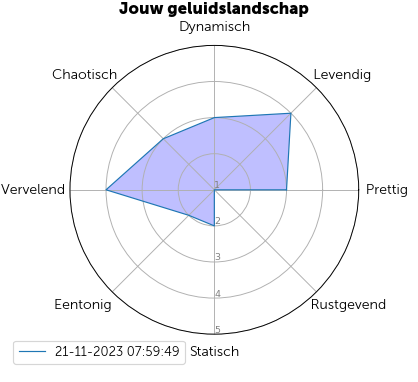 Jouw geluidslandschap
Dynamisch
Chaotisch
Levendig
Vervelend
Prettig
1
2
3
4
5
Eentonig
Rustgevend
Statisch
21-11-2023 07:59:49